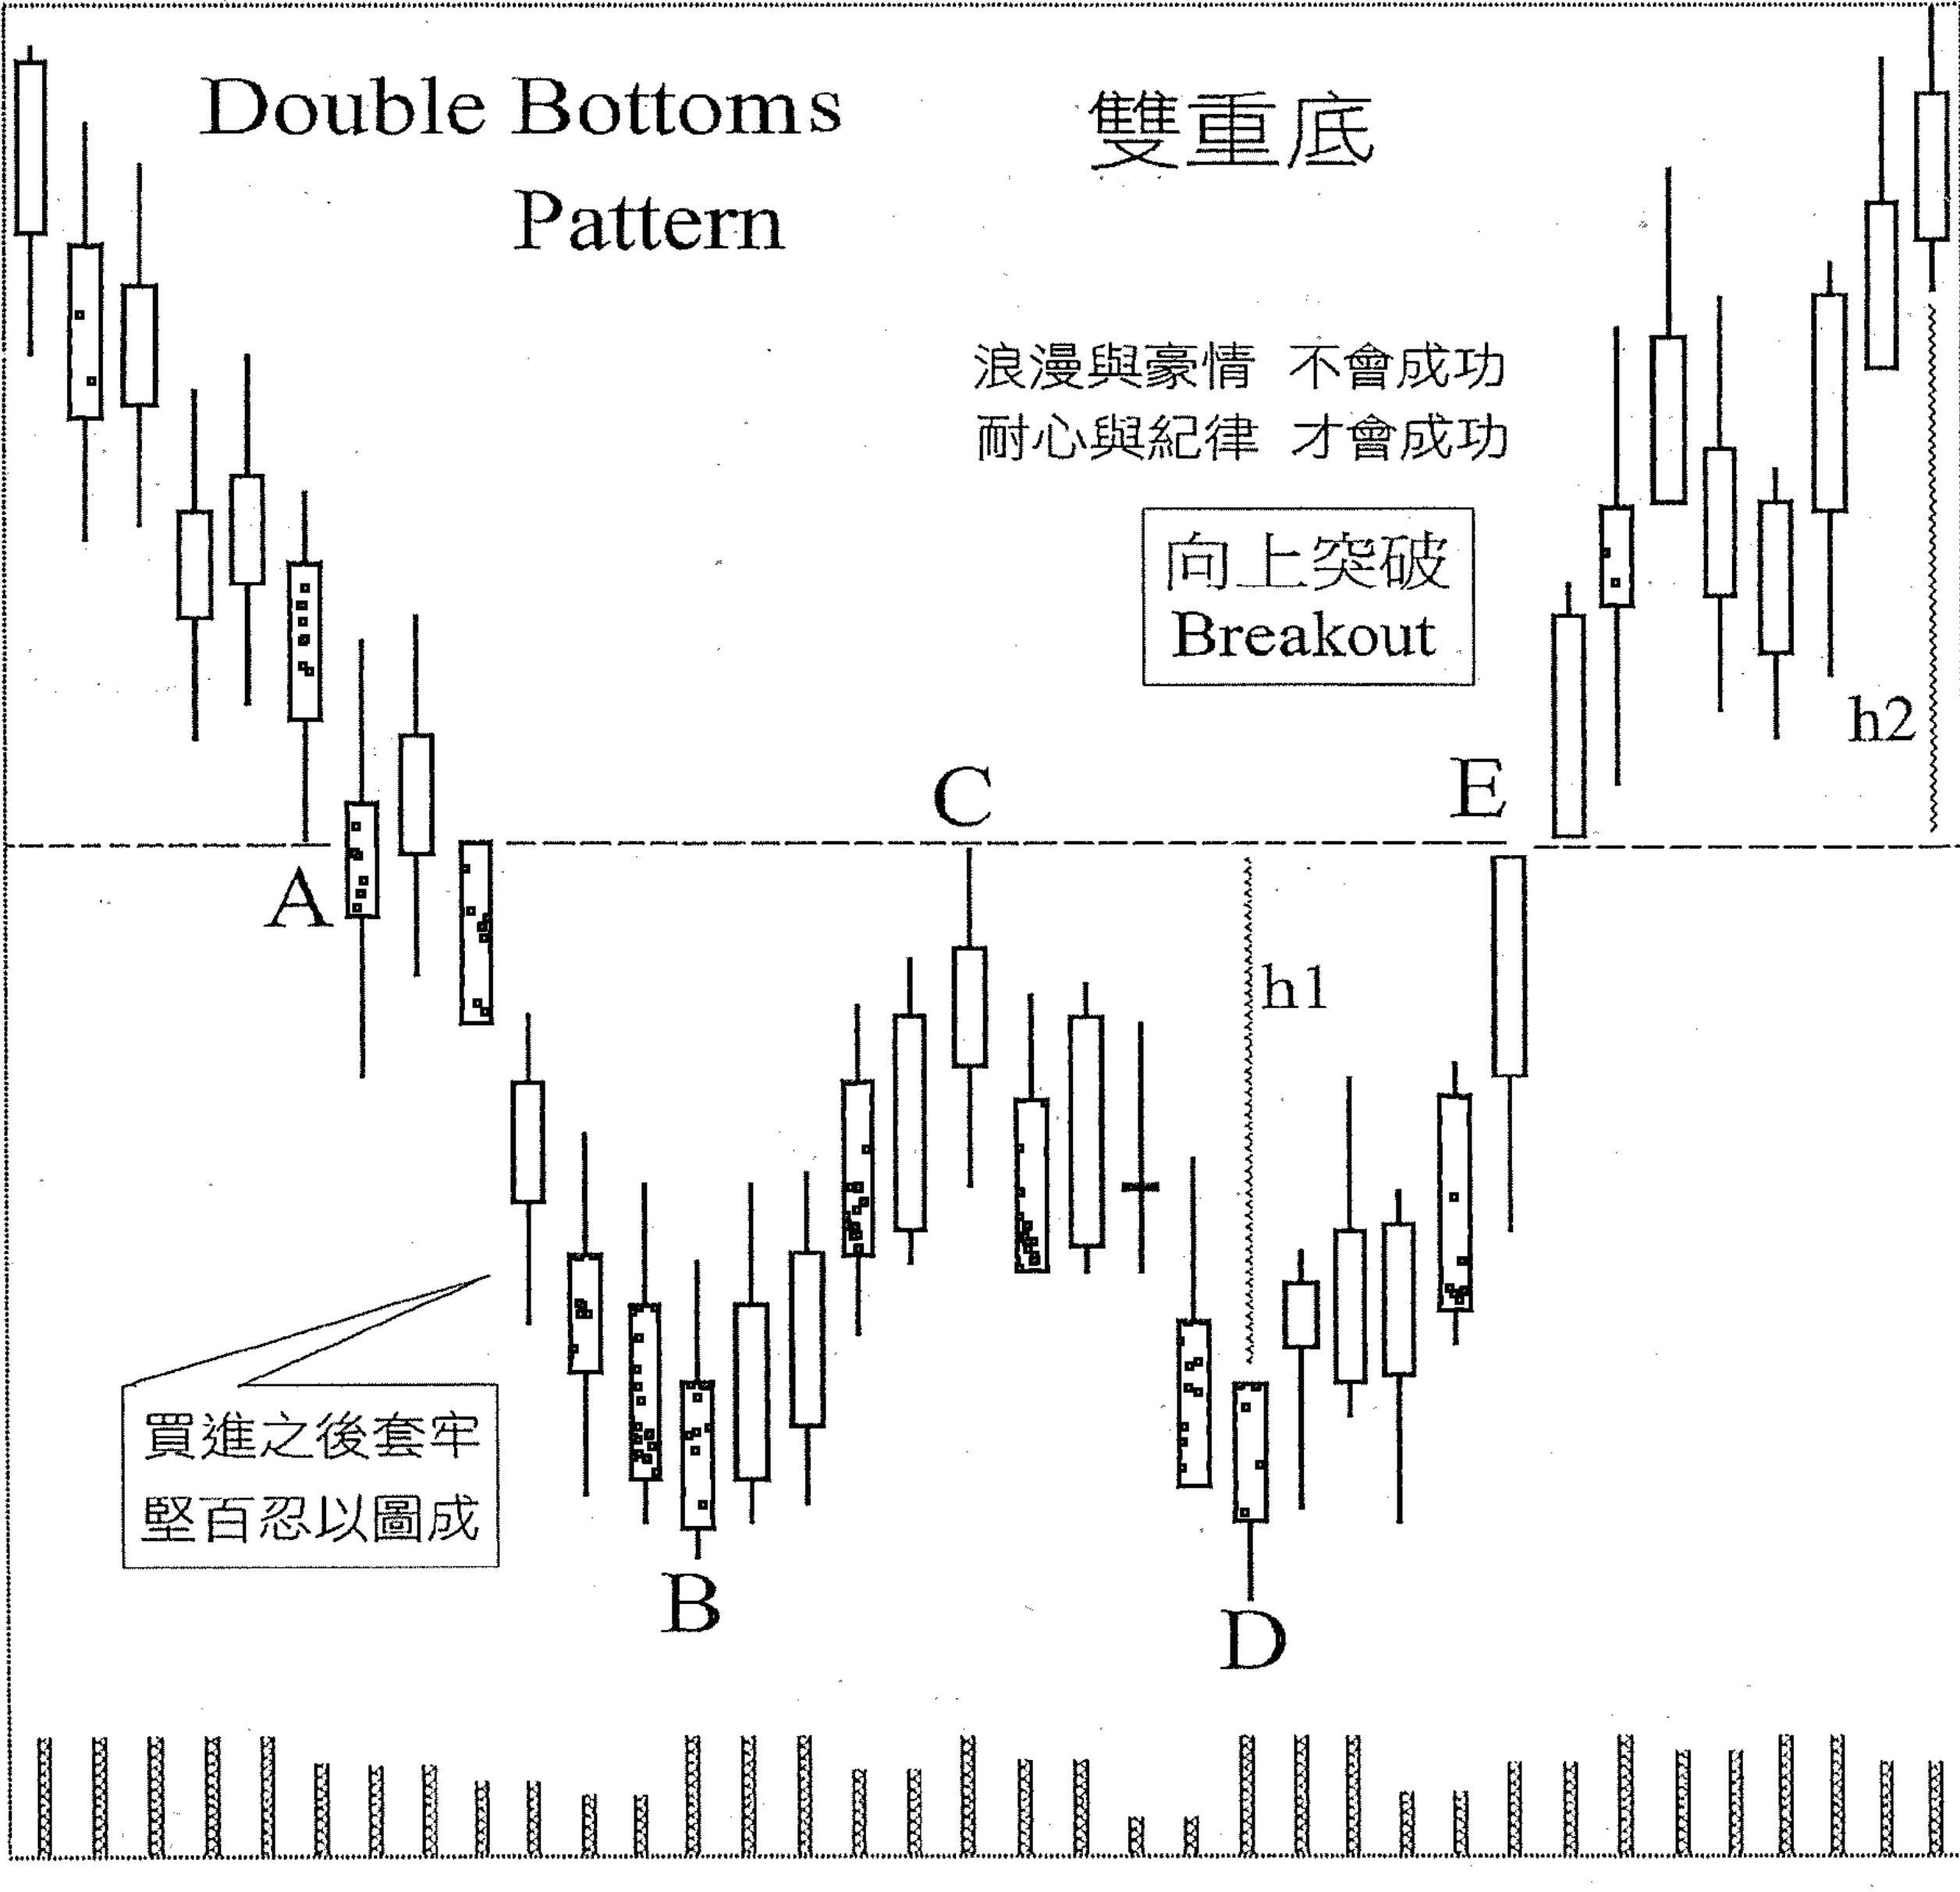 Double Bottoms
Pattern
雙重底
浪漫與豪情 不會成功
耐心與紀律 才會成功
向上突破
Breakout
h2
C
E
A
h1
買進之後套牢
堅百忍以圖成
B
D